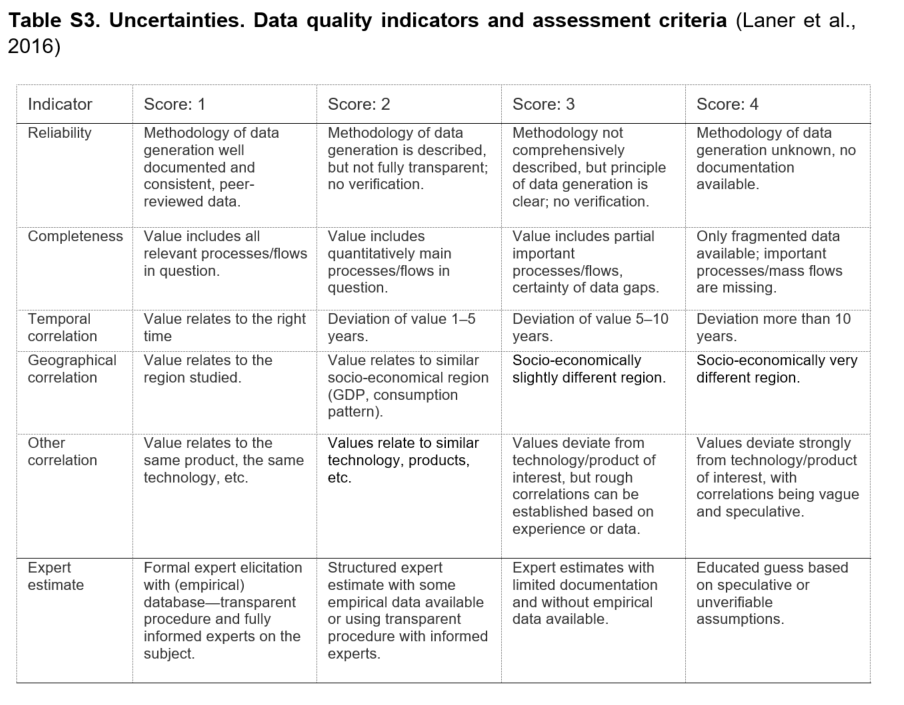 Table S3. Uncertainties. Data quality indicators and assessment criteria (Laner et al.,
2016)
Indicator
Score: 1
Score: 2
Score: 3
Score: 4
Reliability
Methodology of data
generation well
documented and
consistent, peer-
reviewed data.
Methodology of data
generation is described,
but not fully transparent;
no verification.
Methodology not
comprehensively
described, but principle
of data generation is
clear; no verification.
Methodology of data
generation unknown, no
documentation
available.
Completeness
Value includes all
relevant processes/flows
in question.
Value includes
quantitatively main
processes/flows in
question.
Value includes partial
important
processes/flows,
certainty of data gaps.
Only fragmented data
available; important
processes/mass flows
are missing.
Temporal
correlation
Value relates to the right
time
Deviation of value 1–5
years.
Deviation of value 5–10
years.
Deviation more than 10
years.
Geographical
correlation
Value relates to the
region studied.
Value relates to similar
socio-economical region
(GDP, consumption
pattern).
Socio-economically
slightly different region.
Socio-economically very
different region.
Other
correlation
Value relates to the
same product, the same
technology, etc.
Values relate to similar
technology, products,
etc.
Values deviate from
technology/product of
interest, but rough
correlations can be
established based on
experience or data.
Values deviate strongly
from technology/product
of interest, with
correlations being vague
and speculative.
Expert
estimate
Formal expert elicitation
with (empirical)
database—transparent
procedure and fully
informed experts on the
subject.
Structured expert
estimate with some
empirical data available
or using transparent
procedure with informed
experts.
Expert estimates with
limited documentation
and without empirical
data available.
Educated guess based
on speculative or
unverifiable
assumptions.